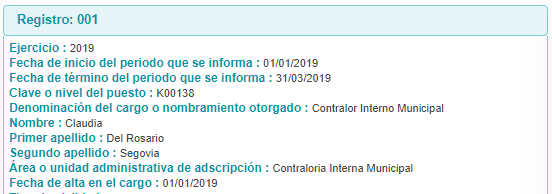 Registro: 001
Ejercicio : 2019
Fecha de inicio del periodo que se informa : 01/01/2019
Fecha de término del periodo que se informa : 31/03/2019
Clave o nivel del puesto : K00138
Denominación del cargo o nombramiento otorgado : Contralor Interno Municipal
Nombre : Claudia
Primer apellido : Del Rosario
Segundo apellido : Segovia
Área o unidad administrativa de adscripción : Contraloria Interna Municipal
Fecha de alta en el cargo : 01/01/2019